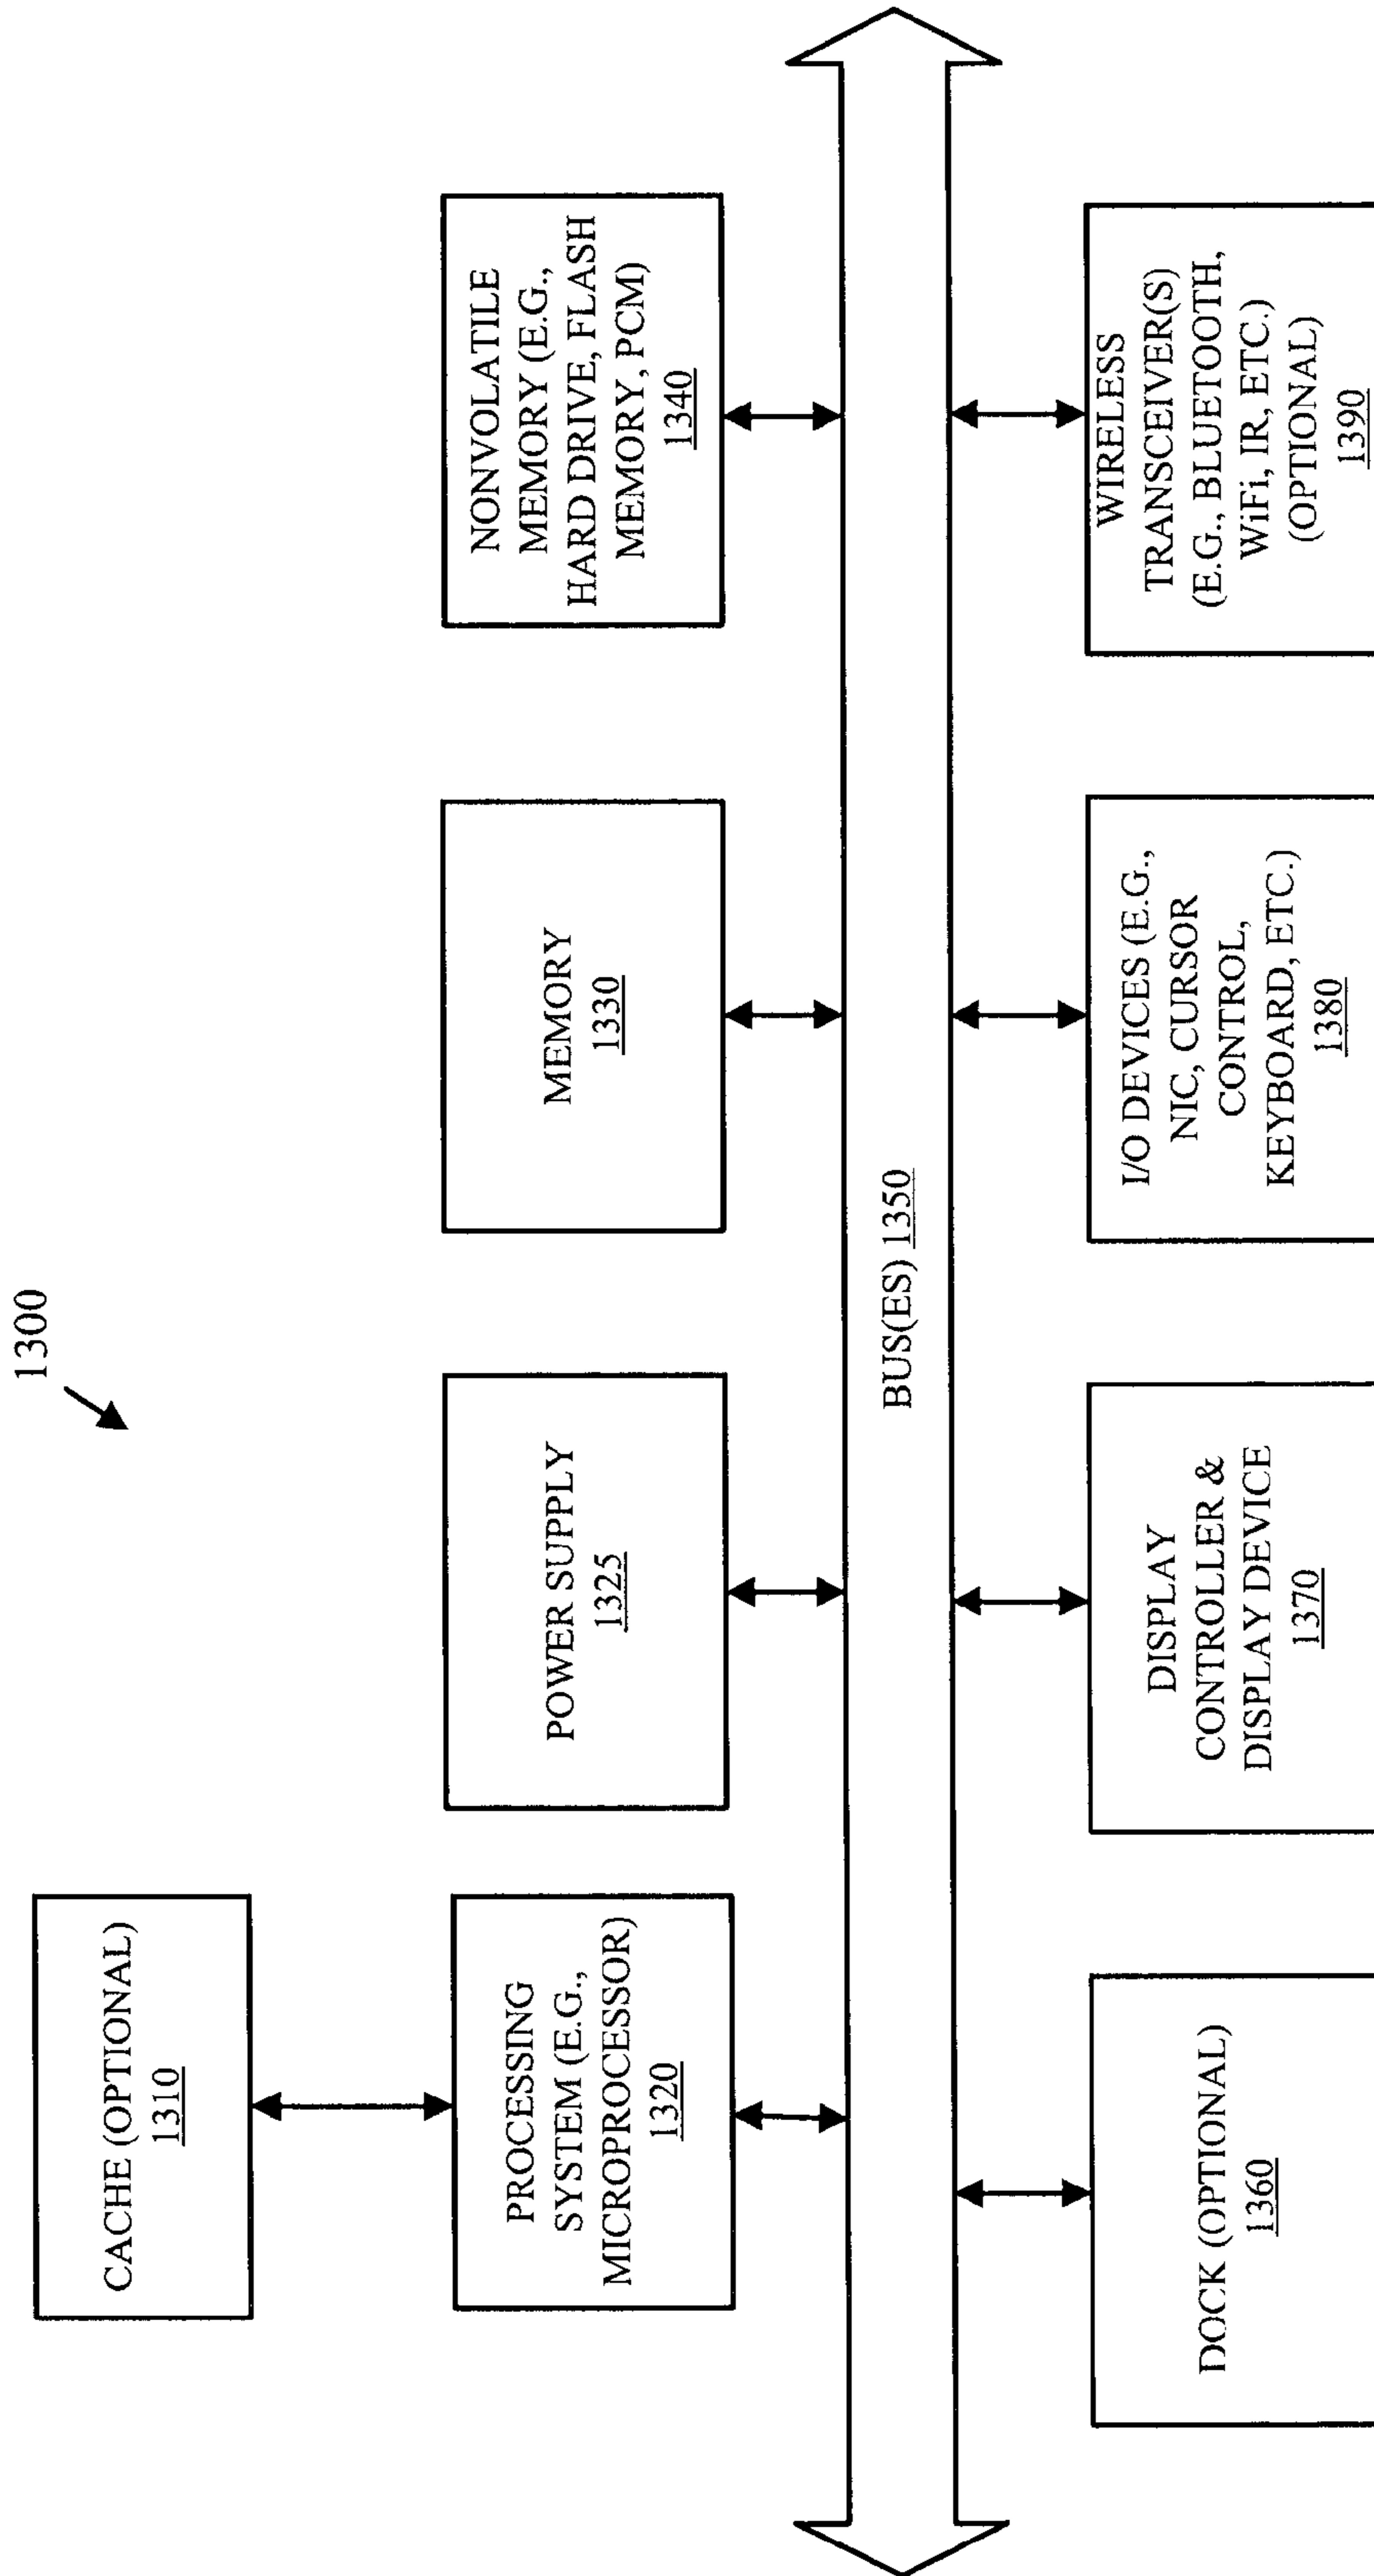 1300
CACHE (OPTIONAL)
1310
PROCESSING
SYSTEM (E.G.,
MICROPROCESSOR)
1320
POWER SUPPLY
1325
MEMORY
1330
NONVOLATILE
MEMORY (E.G.,
HARD DRIVE, FLASH
MEMORY, PCM)
1340
BUS(ES) 1350
DOCK (OPTIONAL)
1360
DISPLAY
CONTROLLER &
DISPLAY DEVICE
1370
I/O DEVICES (E.G.,
NIC, CURSOR
CONTROL,
KEYBOARD, ETC.)
1380
WIRELESS
TRANSCEIVER(S)
(E.G., BLUETOOTH,
WiFi, IR, ETC.)
(OPTIONAL)
1390